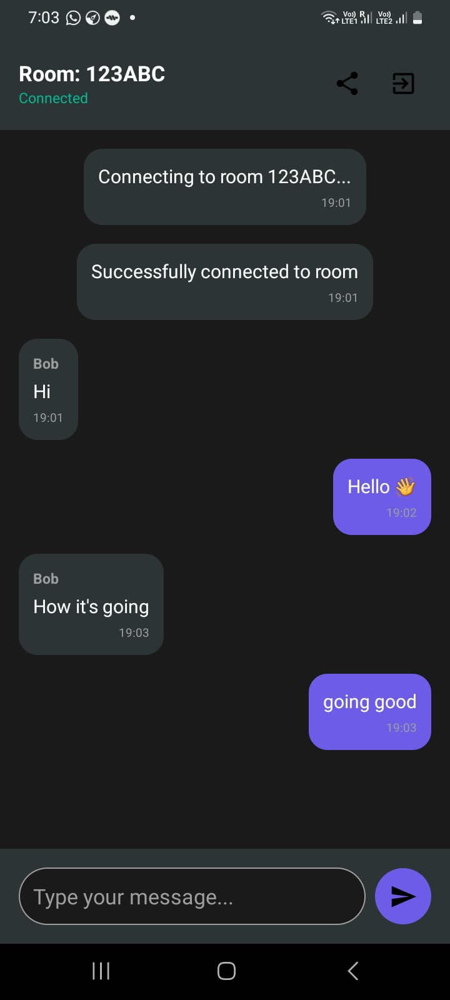 7:03 Vo) R Vo)
LTE1 LTE2
Room: 123ABC
Connected
Connecting to room 123ABC...
19:01
Successfully connected to room
19:01
Bob
Hi
19:01
Hello 👋
19:02
Bob
How it's going
19:03
going good
19:03
Type your message...